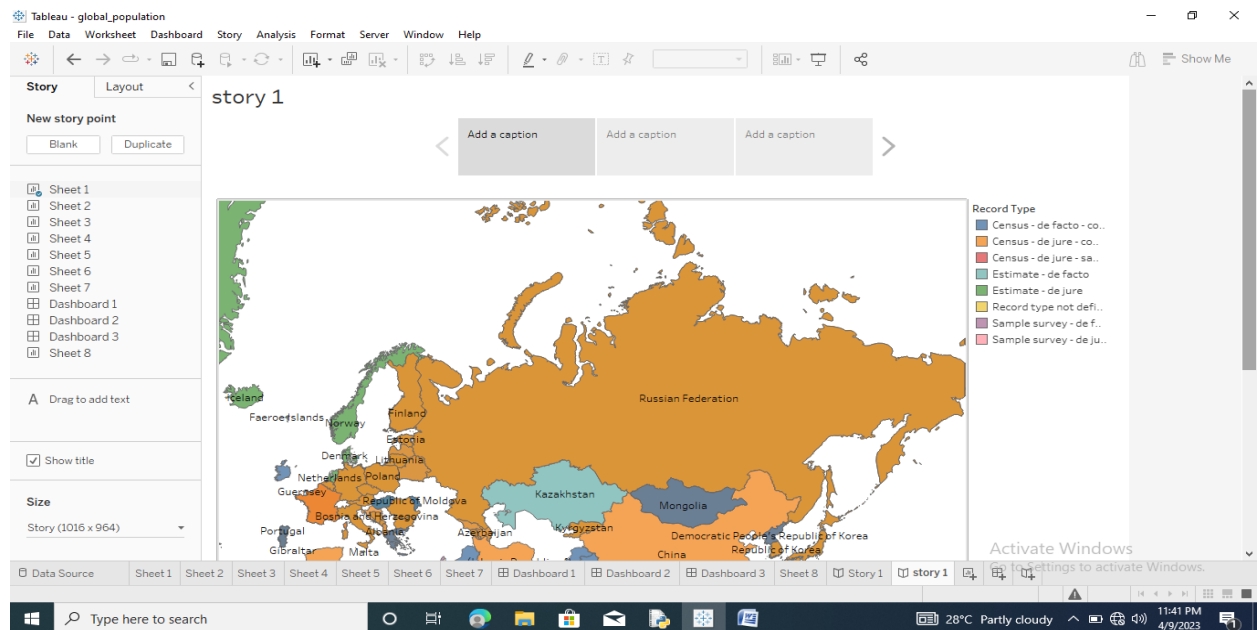 Tableau - global_population
File Data Worksheet Dashboard Story Analysis Format Server Window Help
Show Me
Story Layout
story 1
New story point
Blank Duplicate
Add a caption Add a caption Add a caption
Sheet 1
Sheet 2
Sheet 3
Sheet 4
Sheet 5
Sheet 6
Sheet 7
Dashboard 1
Dashboard 2
Dashboard 3
Sheet 8
A Drag to add text
Show title
Size
Story (1016 x 964)
Iceland
Faeroe Islands
Norway
Finland
Estonia
Denmark
Lithuania
Netherlands
Poland
Guernsey
Republic of Moldova
Bosnia and Herzegovina
Portugal
Albania
Gibraltar
Malta
Azerbaijan
Russian Federation
Kazakhstan
Kyrgyzstan
Mongolia
Democratic People's Republic of Korea
Republic of Korea
China
Record Type
Census - de facto - co..
Census - de jure - co..
Census - de jure - sa..
Estimate - de facto
Estimate - de jure
Record type not defi..
Sample survey - de f..
Sample survey - de ju..
Activate Windows
Go to Settings to activate Windows.
Data Source Sheet 1 Sheet 2 Sheet 3 Sheet 4 Sheet 5 Sheet 6 Sheet 7 Dashboard 1 Dashboard 2 Dashboard 3 Sheet 8 Story 1 story 1
Type here to search
28°C Partly cloudy
11:41 PM
4/9/2023
1